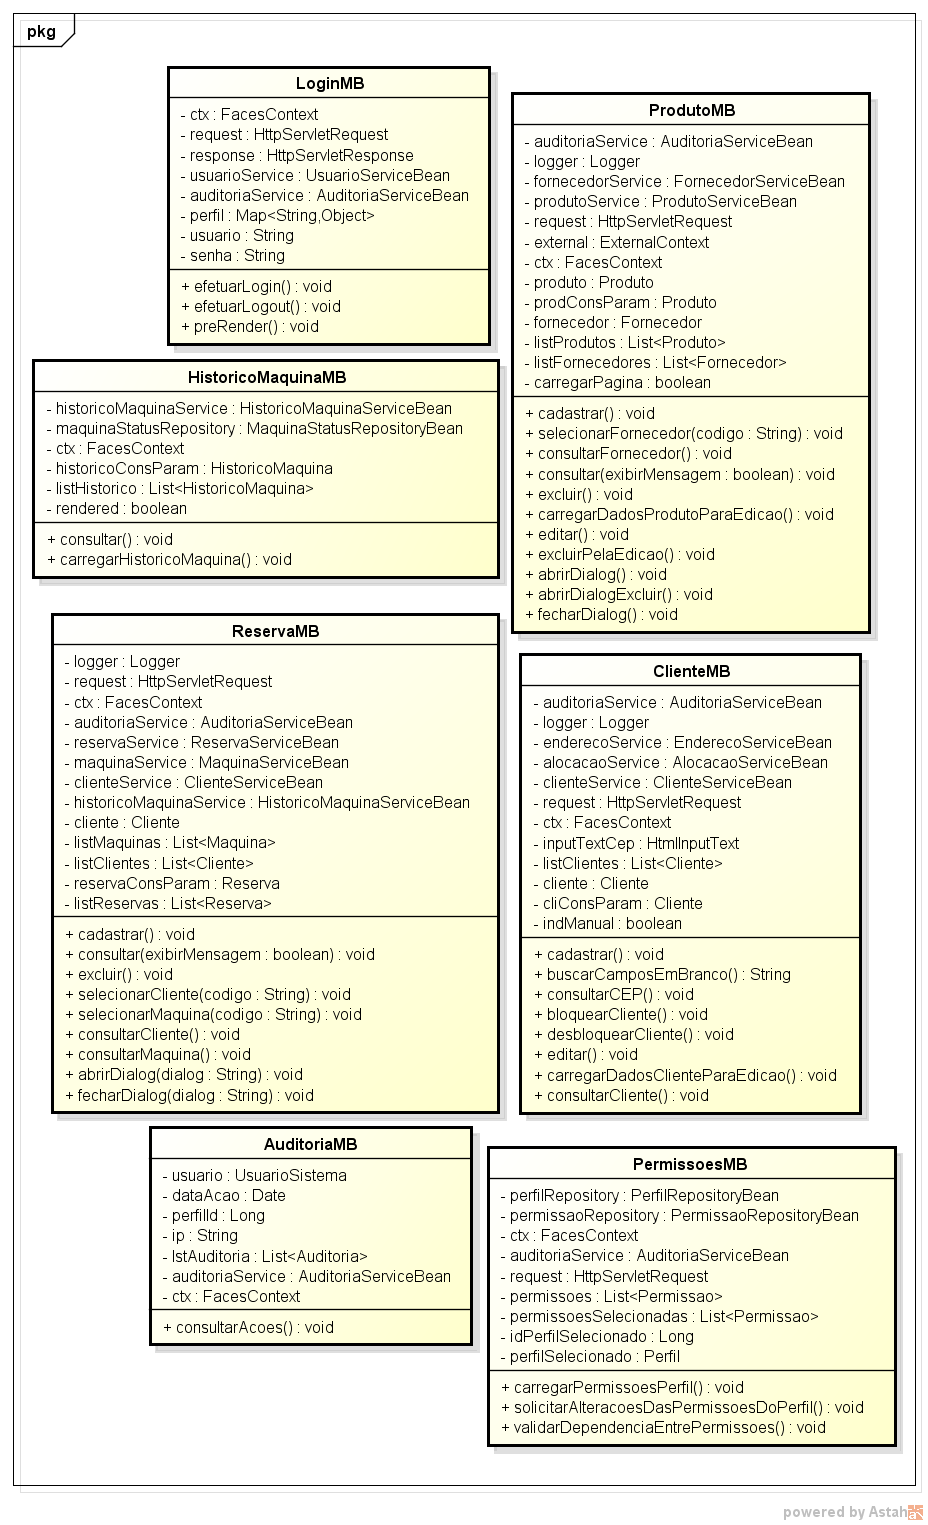 pkg
LoginMB
- ctx : FacesContext
- request : HttpServletRequest
- response : HttpServletResponse
- usuarioService : UsuarioServiceBean
- auditoriaService : AuditoriaServiceBean
- perfil : Map<String,Object>
- usuario : String
- senha : String
+ efetuarLogin() : void
+ efetuarLogout() : void
+ preRender() : void
ProdutoMB
- auditoriaService : AuditoriaServiceBean
- logger : Logger
- fornecedorService : FornecedorServiceBean
- produtoService : ProdutoServiceBean
- request : HttpServletRequest
- external : ExternalContext
- ctx : FacesContext
- produto : Produto
- prodConsParam : Produto
- fornecedor : Fornecedor
- listProdutos : List<Produto>
- listFornecedores : List<Fornecedor>
- carregarPagina : boolean
+ cadastrar() : void
+ selecionarFornecedor(codigo : String) : void
+ consultarFornecedor() : void
+ consultar(exibirMensagem : boolean) : void
+ excluir() : void
+ carregarDadosProdutoParaEdicao() : void
+ editar() : void
+ excluirPelaEdicao() : void
+ abrirDialog() : void
+ abrirDialogExcluir() : void
+ fecharDialog() : void
HistoricoMaquinaMB
- historicoMaquinaService : HistoricoMaquinaServiceBean
- maquinaStatusRepository : MaquinaStatusRepositoryBean
- ctx : FacesContext
- historicoConsParam : HistoricoMaquina
- listHistorico : List<HistoricoMaquina>
- rendered : boolean
+ consultar() : void
+ carregarHistoricoMaquina() : void
ReservaMB
- logger : Logger
- request : HttpServletRequest
- ctx : FacesContext
- auditoriaService : AuditoriaServiceBean
- reservaService : ReservaServiceBean
- maquinaService : MaquinaServiceBean
- clienteService : ClienteServiceBean
- historicoMaquinaService : HistoricoMaquinaServiceBean
- cliente : Cliente
- listMaquinas : List<Maquina>
- listClientes : List<Cliente>
- reservaConsParam : Reserva
- listReservas : List<Reserva>
+ cadastrar() : void
+ consultar(exibirMensagem : boolean) : void
+ excluir() : void
+ selecionarCliente(codigo : String) : void
+ selecionarMaquina(codigo : String) : void
+ consultarCliente() : void
+ consultarMaquina() : void
+ abrirDialog(dialog : String) : void
+ fecharDialog(dialog : String) : void
ClienteMB
- auditoriaService : AuditoriaServiceBean
- logger : Logger
- enderecoService : EnderecoServiceBean
- alocacaoService : AlocacaoServiceBean
- clienteService : ClienteServiceBean
- request : HttpServletRequest
- ctx : FacesContext
- inputTextCep : HtmlInputText
- listClientes : List<Cliente>
- cliente : Cliente
- cliConsParam : Cliente
- indManual : boolean
+ cadastrar() : void
+ buscarCamposEmBranco() : String
+ consultarCEP() : void
+ bloquearCliente() : void
+ desbloquearCliente() : void
+ editar() : void
+ carregarDadosClienteParaEdicao() : void
+ consultarCliente() : void
AuditoriaMB
- usuario : UsuarioSistema
- dataAcao : Date
- perfilId : Long
- ip : String
- lstAuditoria : List<Auditoria>
- auditoriaService : AuditoriaServiceBean
- ctx : FacesContext
+ consultarAcoes() : void
PermissoesMB
- perfilRepository : PerfilRepositoryBean
- permissaoRepository : PermissaoRepositoryBean
- ctx : FacesContext
- auditoriaService : AuditoriaServiceBean
- request : HttpServletRequest
- permissoes : List<Permissao>
- permissoesSelecionadas : List<Permissao>
- idPerfilSelecionado : Long
- perfilSelecionado : Perfil
+ carregarPermissoesPerfil() : void
+ solicitarAlteracoesDasPermissoesDoPerfil() : void
+ validarDependenciaEntrePermissoes() : void
powered by Astah